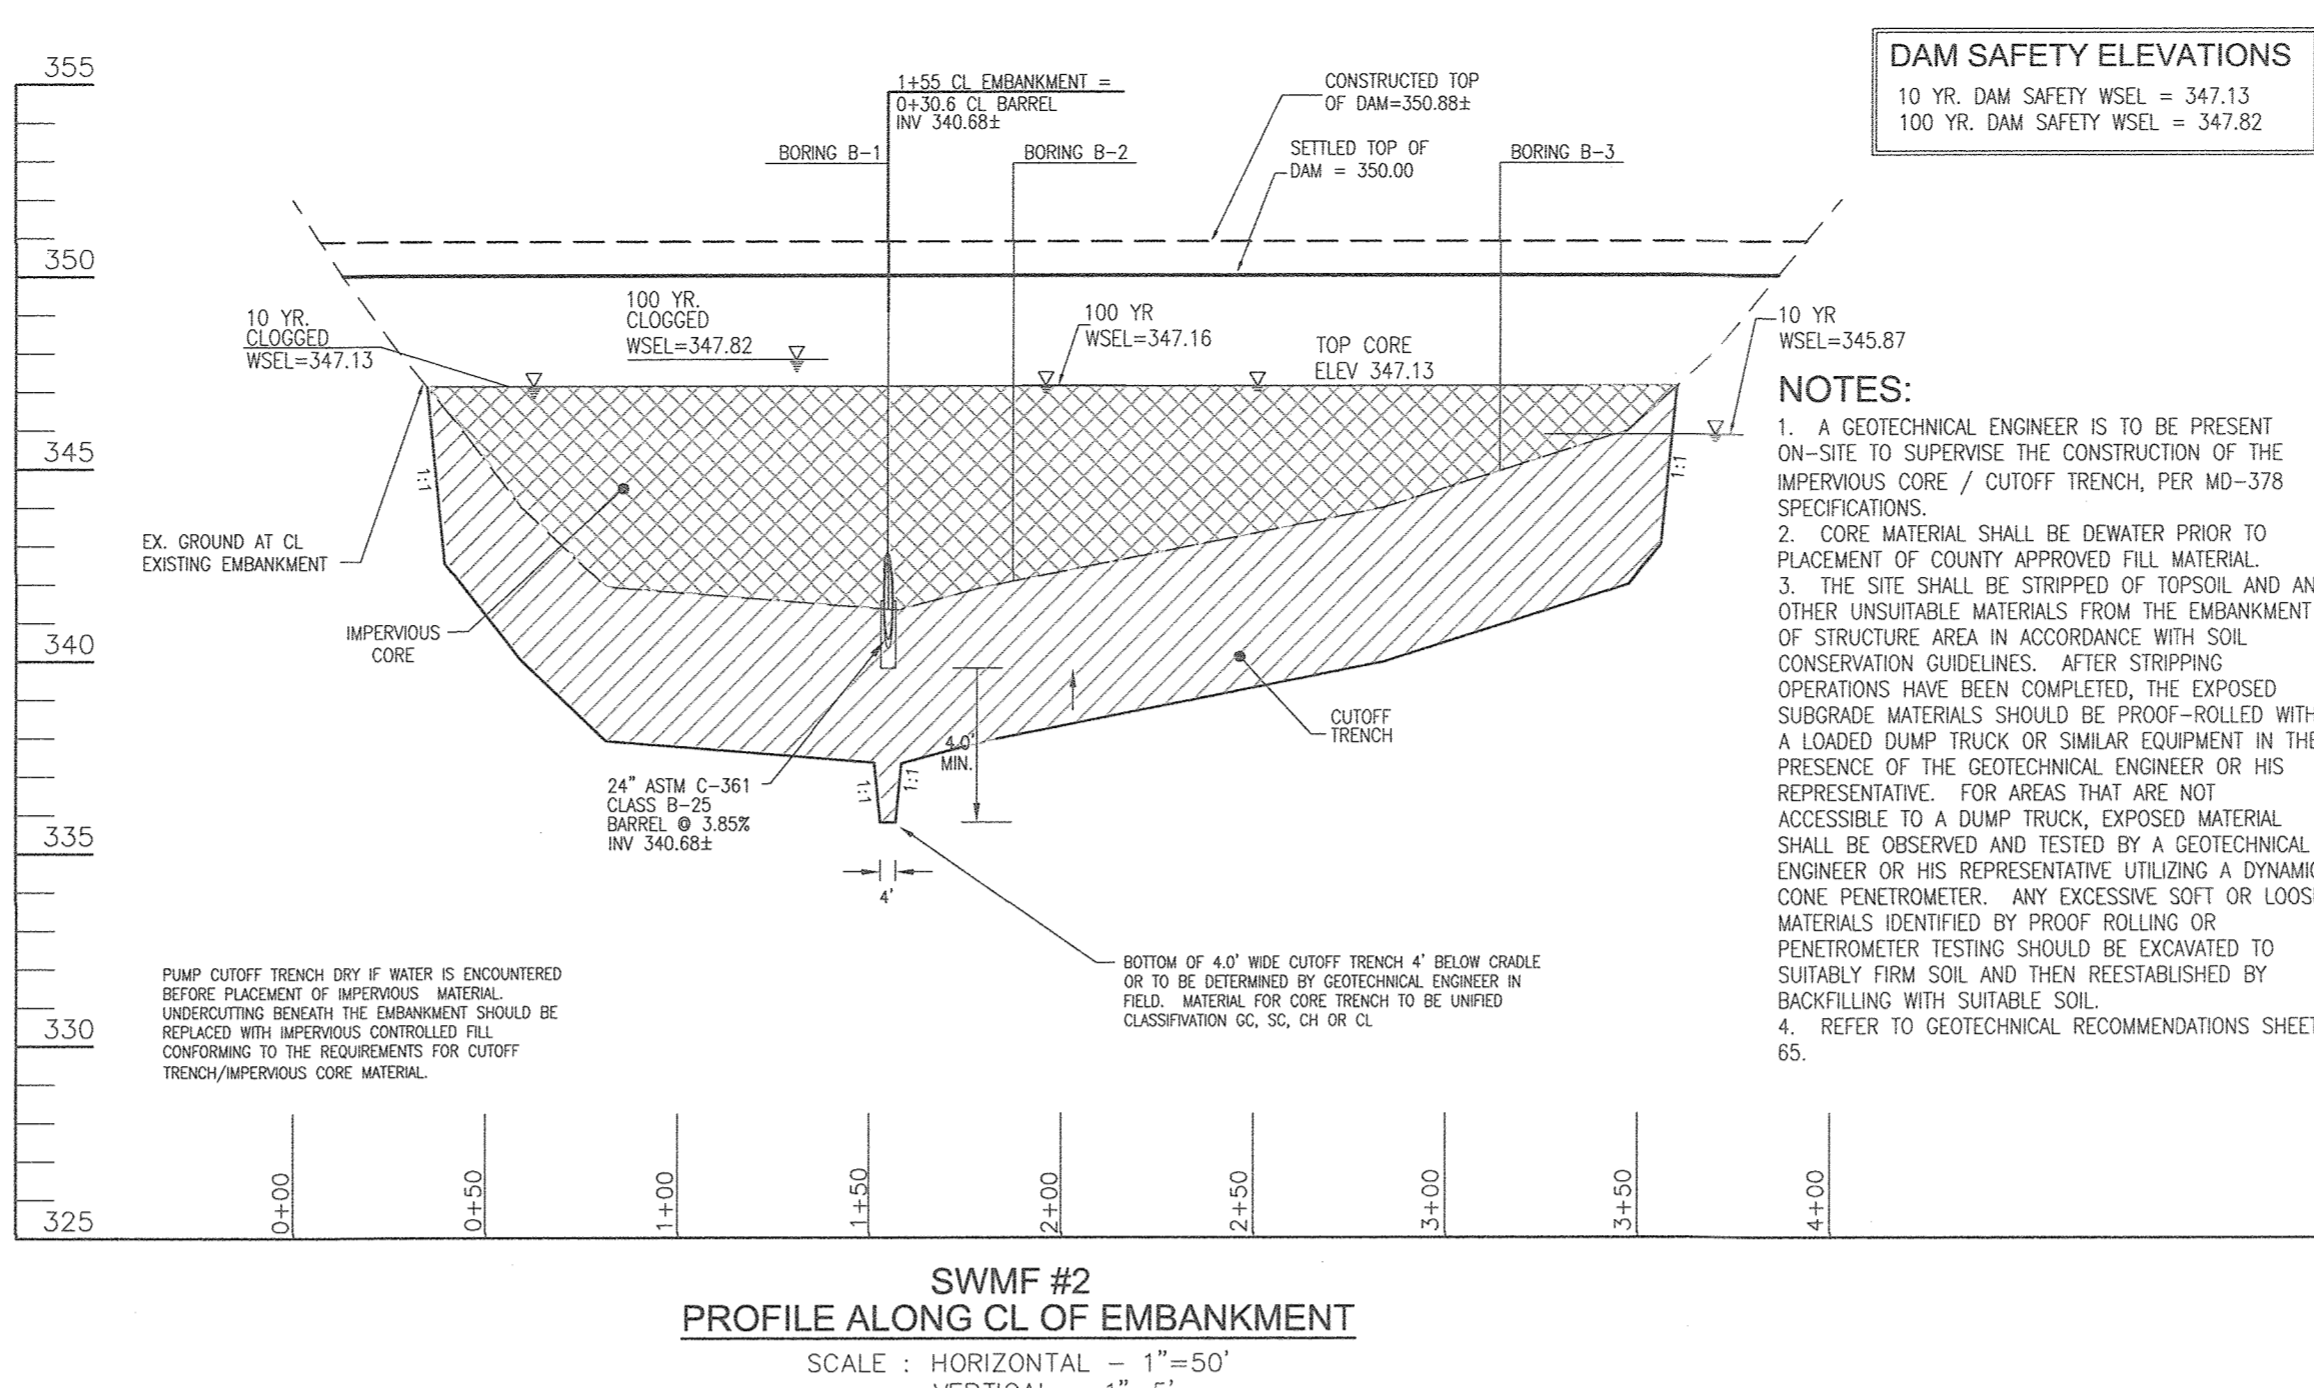 DAM SAFETY ELEVATIONS
10 YR. DAM SAFETY WSEL = 347.13
100 YR. DAM SAFETY WSEL = 347.82
355
350
345
340
335
330
325
1+55 CL EMBANKMENT =
0+30.6 CL BARREL
INV 340.68±
BORING B-1
BORING B-2
CONSTRUCTED TOP
OF DAM=350.88±
SETTLED TOP OF
DAM = 350.00
BORING B-3
10 YR.
CLOGGED
WSEL=347.13
100 YR.
CLOGGED
WSEL=347.82
100 YR
WSEL=347.16
TOP CORE
ELEV 347.13
10 YR
WSEL=345.87
1:1
1:1
EX. GROUND AT CL
EXISTING EMBANKMENT
IMPERVIOUS
CORE
CUTOFF
TRENCH
4.0'
MIN.
1:1
1:1
24" ASTM C-361
CLASS B-25
BARREL @ 3.85%
INV 340.68±
4'
BOTTOM OF 4.0' WIDE CUTOFF TRENCH 4' BELOW CRADLE
OR TO BE DETERMINED BY GEOTECHNICAL ENGINEER IN
FIELD. MATERIAL FOR CORE TRENCH TO BE UNIFIED
CLASSIFIVATION GC, SC, CH OR CL
PUMP CUTOFF TRENCH DRY IF WATER IS ENCOUNTERED
BEFORE PLACEMENT OF IMPERVIOUS MATERIAL.
UNDERCUTTING BENEATH THE EMBANKMENT SHOULD BE
REPLACED WITH IMPERVIOUS CONTROLLED FILL
CONFORMING TO THE REQUIREMENTS FOR CUTOFF
TRENCH/IMPERVIOUS CORE MATERIAL.
NOTES:
1. A GEOTECHNICAL ENGINEER IS TO BE PRESENT
ON-SITE TO SUPERVISE THE CONSTRUCTION OF THE
IMPERVIOUS CORE / CUTOFF TRENCH, PER MD-378
SPECIFICATIONS.
2. CORE MATERIAL SHALL BE DEWATER PRIOR TO
PLACEMENT OF COUNTY APPROVED FILL MATERIAL.
3. THE SITE SHALL BE STRIPPED OF TOPSOIL AND AN
OTHER UNSUITABLE MATERIALS FROM THE EMBANKMENT
OF STRUCTURE AREA IN ACCORDANCE WITH SOIL
CONSERVATION GUIDELINES. AFTER STRIPPING
OPERATIONS HAVE BEEN COMPLETED, THE EXPOSED
SUBGRADE MATERIALS SHOULD BE PROOF-ROLLED WITH
A LOADED DUMP TRUCK OR SIMILAR EQUIPMENT IN THE
PRESENCE OF THE GEOTECHNICAL ENGINEER OR HIS
REPRESENTATIVE. FOR AREAS THAT ARE NOT
ACCESSIBLE TO A DUMP TRUCK, EXPOSED MATERIAL
SHALL BE OBSERVED AND TESTED BY A GEOTECHNICAL
ENGINEER OR HIS REPRESENTATIVE UTILIZING A DYNAMIC
CONE PENETROMETER. ANY EXCESSIVE SOFT OR LOOSE
MATERIALS IDENTIFIED BY PROOF ROLLING OR
PENETROMETER TESTING SHOULD BE EXCAVATED TO
SUITABLY FIRM SOIL AND THEN REESTABLISHED BY
BACKFILLING WITH SUITABLE SOIL.
4. REFER TO GEOTECHNICAL RECOMMENDATIONS SHEET
65.
0+00
0+50
1+00
1+50
2+00
2+50
3+00
3+50
4+00
SWMF #2
PROFILE ALONG CL OF EMBANKMENT
SCALE : HORIZONTAL - 1"=50'